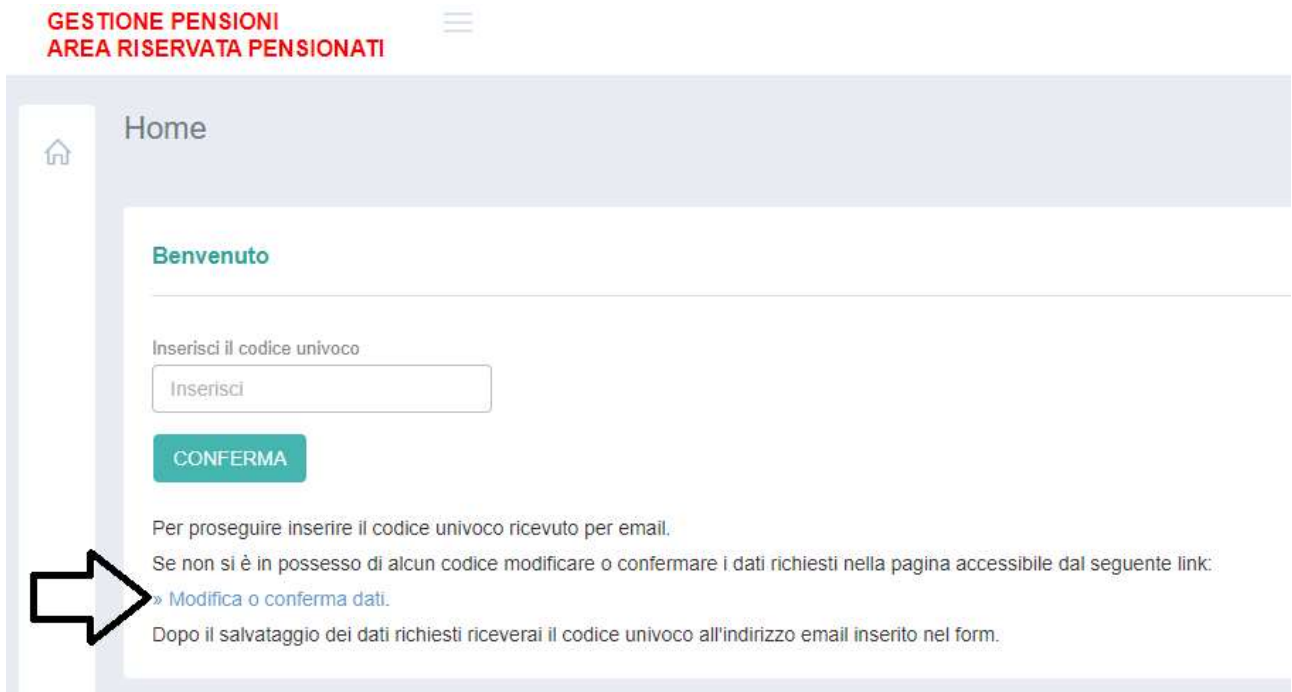 GESTIONE PENSIONI
AREA RISERVATA PENSIONATI
Home
Benvenuto
Inserisci il codice univoco
Inserisci
CONFERMA
Per proseguire inserire il codice univoco ricevuto per email.
Se non si è in possesso di alcun codice modificare o confermare i dati richiesti nella pagina accessibile dal seguente link:
» Modifica o conferma dati.
Dopo il salvataggio dei dati richiesti riceverai il codice univoco all'indirizzo email inserito nel form.